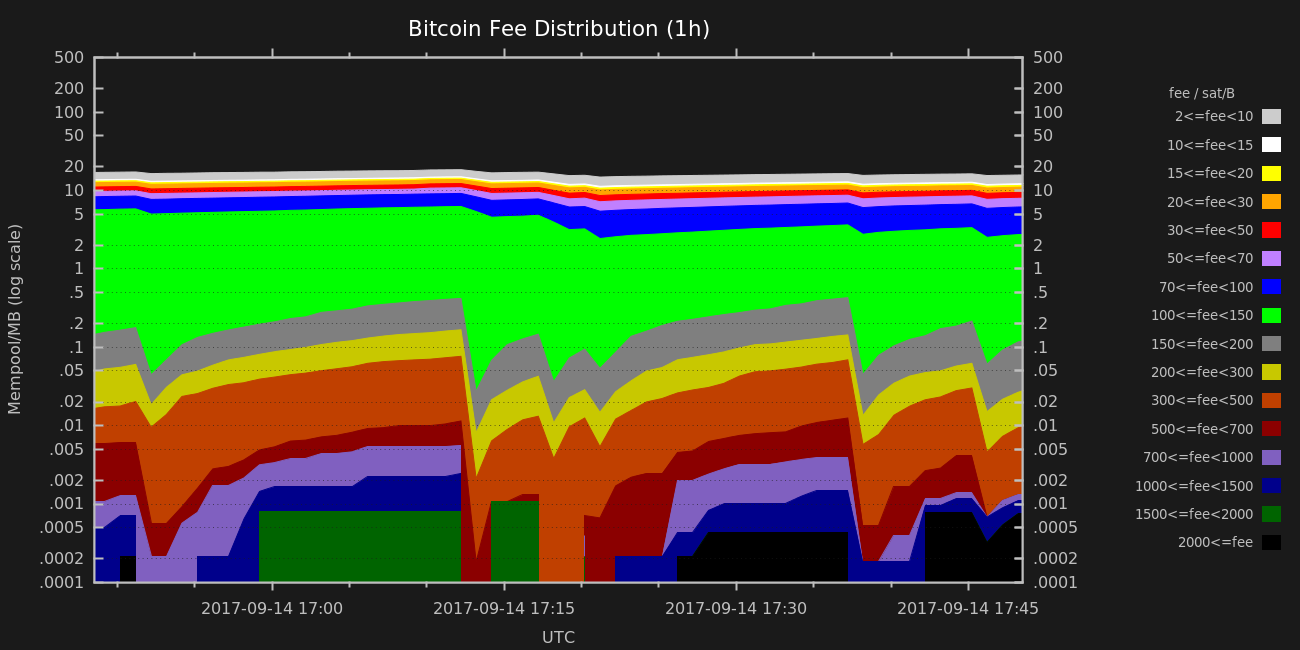 Bitcoin Fee Distribution (1h)
500 500
200 200
100 100
50 50
20 20
10 10
5 5
2 2
1 1
.5 .5
.2 .2
.1 .1
.05 .05
.02 .02
.01 .01
.005 .005
.002 .002
.001 .001
.0005 .0005
.0002 .0002
.0001 .0001
Mempool/MB (log scale)
2017-09-14 17:00 2017-09-14 17:15 2017-09-14 17:30 2017-09-14 17:45
UTC
fee / sat/B
2<=fee<10
10<=fee<15
15<=fee<20
20<=fee<30
30<=fee<50
50<=fee<70
70<=fee<100
100<=fee<150
150<=fee<200
200<=fee<300
300<=fee<500
500<=fee<700
700<=fee<1000
1000<=fee<1500
1500<=fee<2000
2000<=fee